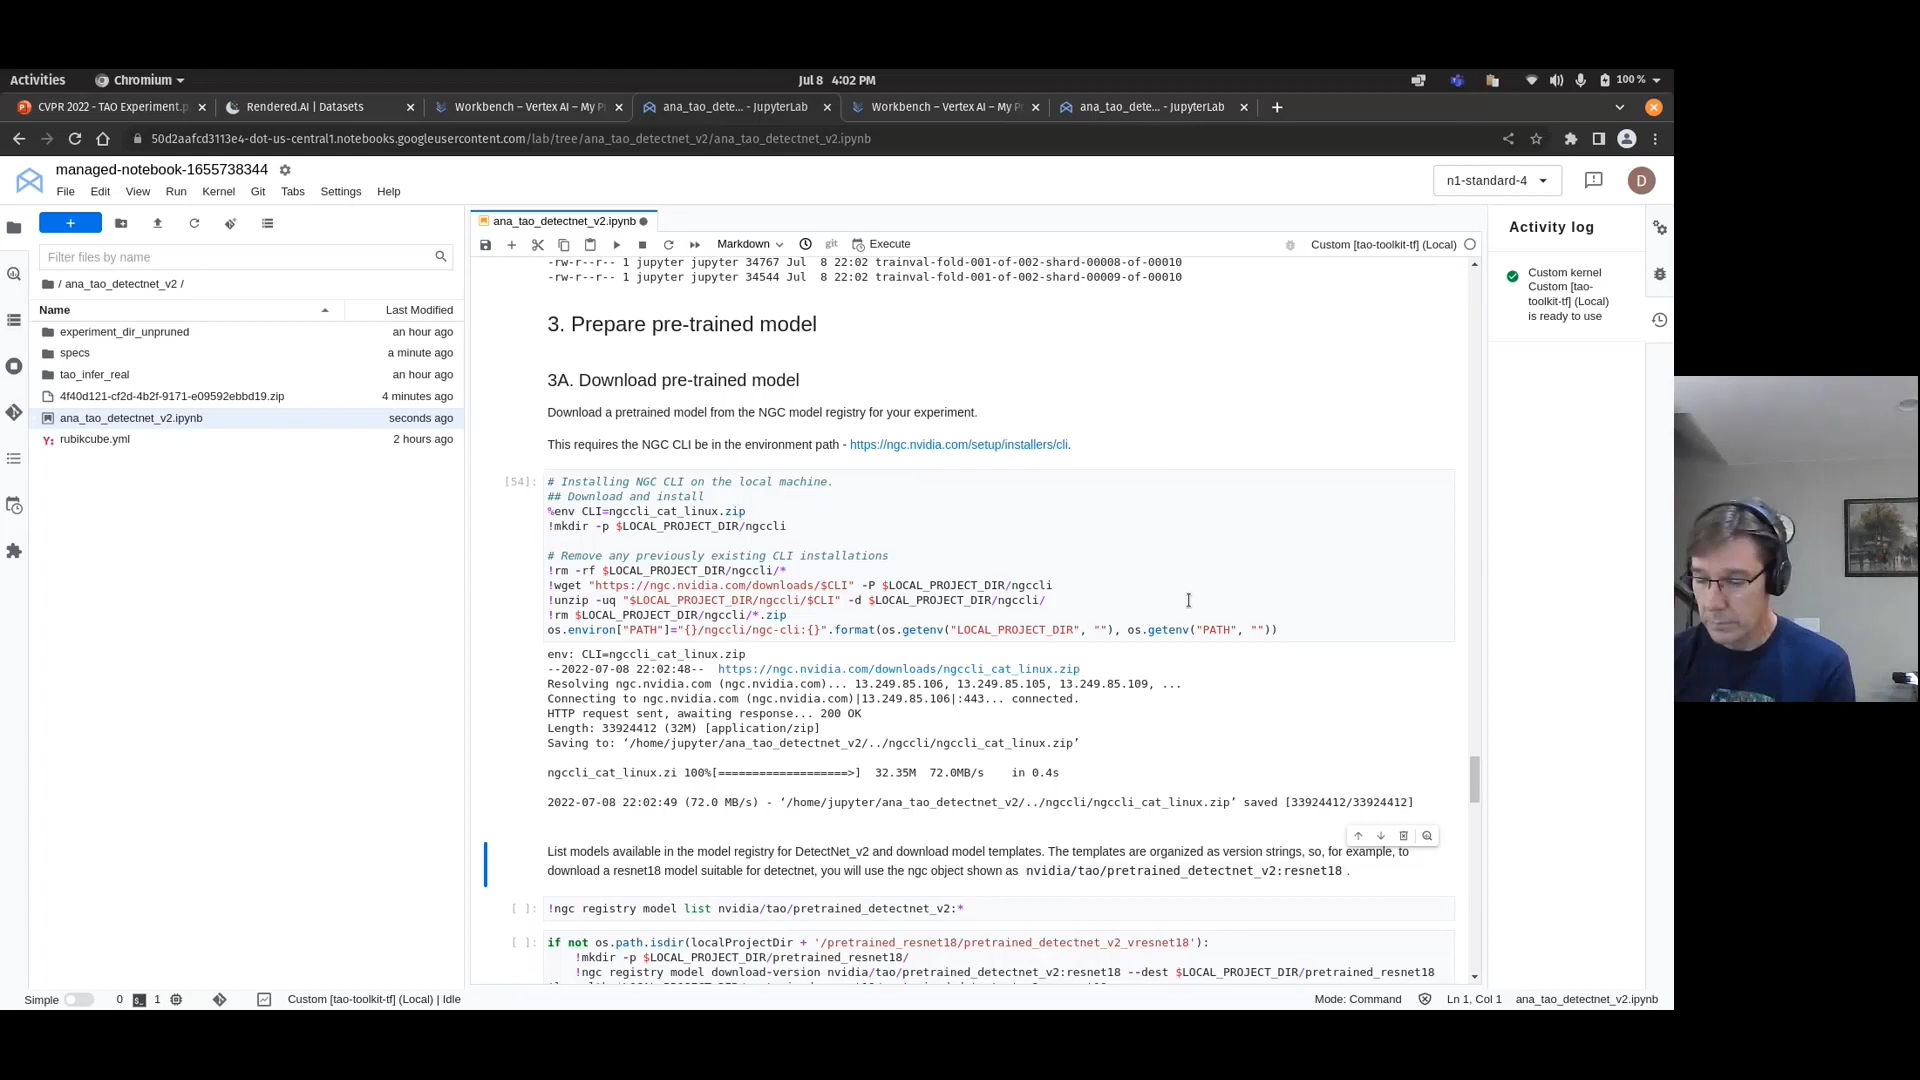 Activities
Chromium
Jul 8 4:02 PM
100 %
CVPR 2022 - TAO Experiment.p
Rendered.AI | Datasets
Workbench – Vertex AI – My P
ana_tao_dete... - JupyterLab
Workbench – Vertex AI – My P
ana_tao_dete... - JupyterLab
50d2aafcd3113e4-dot-us-central1.notebooks.googleusercontent.com/lab/tree/ana_tao_detectnet_v2/ana_tao_detectnet_v2.ipynb
managed-notebook-1655738344
File Edit View Run Kernel Git Tabs Settings Help
n1-standard-4
D
ana_tao_detectnet_v2.ipynb
Activity log
Filter files by name
Markdown
git
Execute
Custom [tao-toolkit-tf] (Local)
/ ana_tao_detectnet_v2 /
Name Last Modified
experiment_dir_unpruned an hour ago
specs a minute ago
tao_infer_real an hour ago
4f40d121-cf2d-4b2f-9171-e09592ebbd19.zip 4 minutes ago
ana_tao_detectnet_v2.ipynb seconds ago
rubikcube.yml 2 hours ago
-rw-r--r-- 1 jupyter jupyter 34767 Jul  8 22:02 trainval-fold-001-of-002-shard-00008-of-00010
-rw-r--r-- 1 jupyter jupyter 34544 Jul  8 22:02 trainval-fold-001-of-002-shard-00009-of-00010
3. Prepare pre-trained model
3A. Download pre-trained model
Download a pretrained model from the NGC model registry for your experiment.
This requires the NGC CLI be in the environment path - https://ngc.nvidia.com/setup/installers/cli.
[54]:
# Installing NGC CLI on the local machine.
## Download and install
%env CLI=ngccli_cat_linux.zip
!mkdir -p $LOCAL_PROJECT_DIR/ngccli
# Remove any previously existing CLI installations
!rm -rf $LOCAL_PROJECT_DIR/ngccli/*
!wget "https://ngc.nvidia.com/downloads/$CLI" -P $LOCAL_PROJECT_DIR/ngccli
!unzip -uq "$LOCAL_PROJECT_DIR/ngccli/$CLI" -d $LOCAL_PROJECT_DIR/ngccli/
!rm $LOCAL_PROJECT_DIR/ngccli/*.zip
os.environ["PATH"]="{}/ngccli/ngc-cli:{}".format(os.getenv("LOCAL_PROJECT_DIR", ""), os.getenv("PATH", ""))
env: CLI=ngccli_cat_linux.zip
--2022-07-08 22:02:48--  https://ngc.nvidia.com/downloads/ngccli_cat_linux.zip
Resolving ngc.nvidia.com (ngc.nvidia.com)... 13.249.85.106, 13.249.85.105, 13.249.85.109, ...
Connecting to ngc.nvidia.com (ngc.nvidia.com)|13.249.85.106|:443... connected.
HTTP request sent, awaiting response... 200 OK
Length: 33924412 (32M) [application/zip]
Saving to: ‘/home/jupyter/ana_tao_detectnet_v2/../ngccli/ngccli_cat_linux.zip’
ngccli_cat_linux.zi 100%[===================>]  32.35M  72.0MB/s    in 0.4s
2022-07-08 22:02:49 (72.0 MB/s) - ‘/home/jupyter/ana_tao_detectnet_v2/../ngccli/ngccli_cat_linux.zip’ saved [33924412/33924412]
List models available in the model registry for DetectNet_v2 and download model templates. The templates are organized as version strings, so, for example, to
download a resnet18 model suitable for detectnet, you will use the ngc object shown as nvidia/tao/pretrained_detectnet_v2:resnet18 .
[ ]:
!ngc registry model list nvidia/tao/pretrained_detectnet_v2:*
[ ]:
if not os.path.isdir(localProjectDir + '/pretrained_resnet18/pretrained_detectnet_v2_vresnet18'):
!mkdir -p $LOCAL_PROJECT_DIR/pretrained_resnet18/
!ngc registry model download-version nvidia/tao/pretrained_detectnet_v2:resnet18 --dest $LOCAL_PROJECT_DIR/pretrained_resnet18
Custom kernel
Custom [tao-
toolkit-tf] (Local)
is ready to use
Simple 0 1 Custom [tao-toolkit-tf] (Local) | Idle
Mode: Command Ln 1, Col 1 ana_tao_detectnet_v2.ipynb